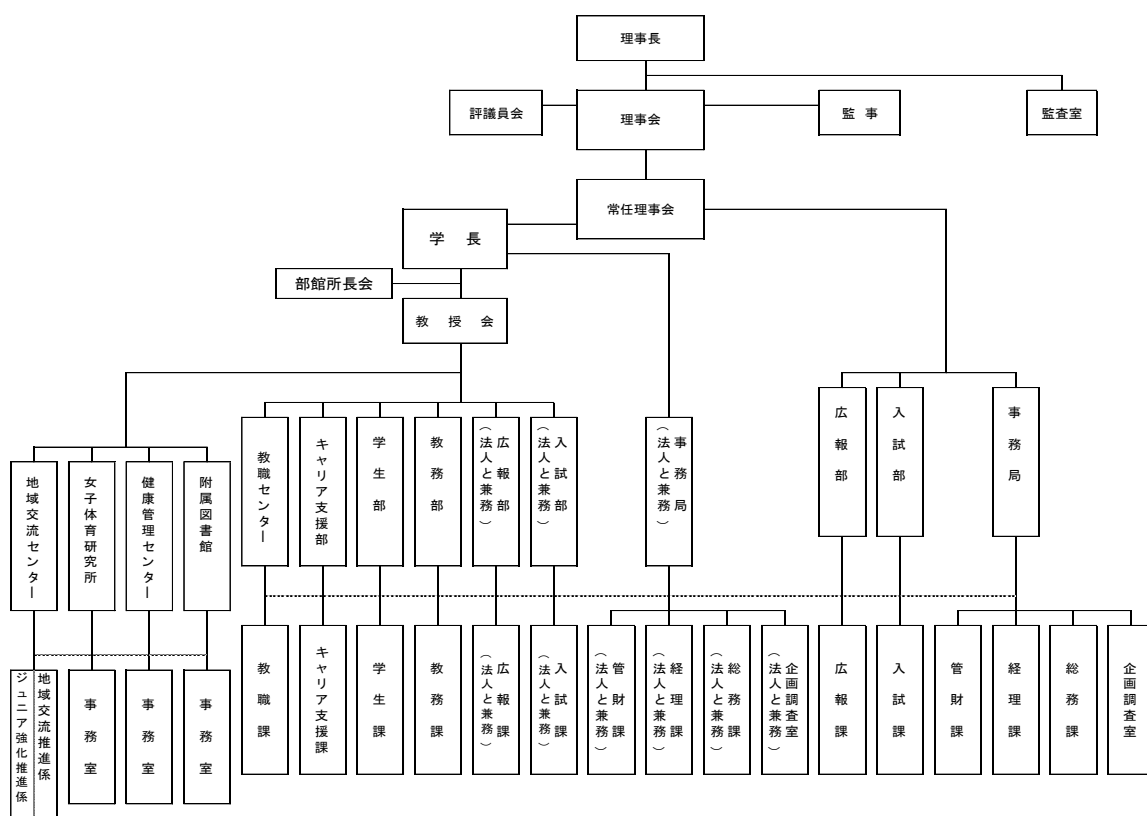 理事長
評議員会
理事会
監 事
監査室
常任理事会
学 長
部館所長会
教 授 会
地域交流センター
女子体育研究所
健康管理センター
附属図書館
教職センター
キャリア支援部
学生部
教務部
広報部
(法人と兼務)
入試部
(法人と兼務)
事務局
(法人と兼務)
広報部
入試部
事務局
地域交流推進係
ジュニア強化推進係
事務室
事務室
事務室
教職課
キャリア支援課
学生課
教務課
広報課
(法人と兼務)
入試課
(法人と兼務)
管財課
(法人と兼務)
経理課
(法人と兼務)
総務課
(法人と兼務)
企画調査室
(法人と兼務)
広報課
入試課
管財課
経理課
総務課
企画調査室